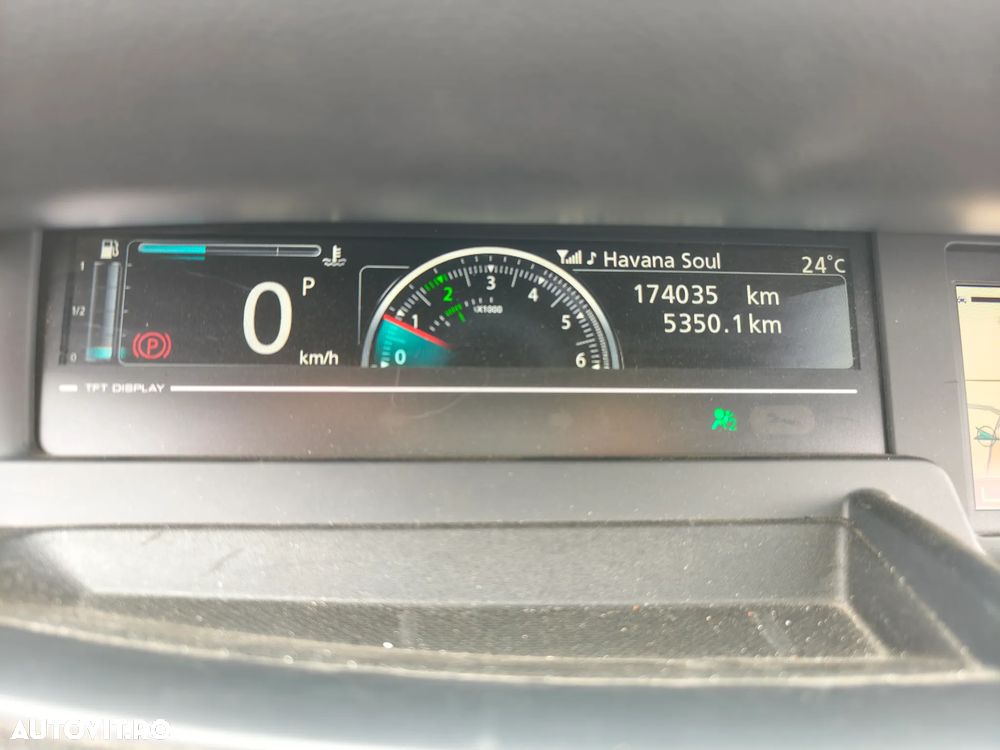 Havana Soul
24°C
174035 km
5350.1 km
1
1/2
0
0
P
km/h
P
0
1
2
3
4
5
6
X1000
TFT DISPLAY
2
AUTOVIT.RO